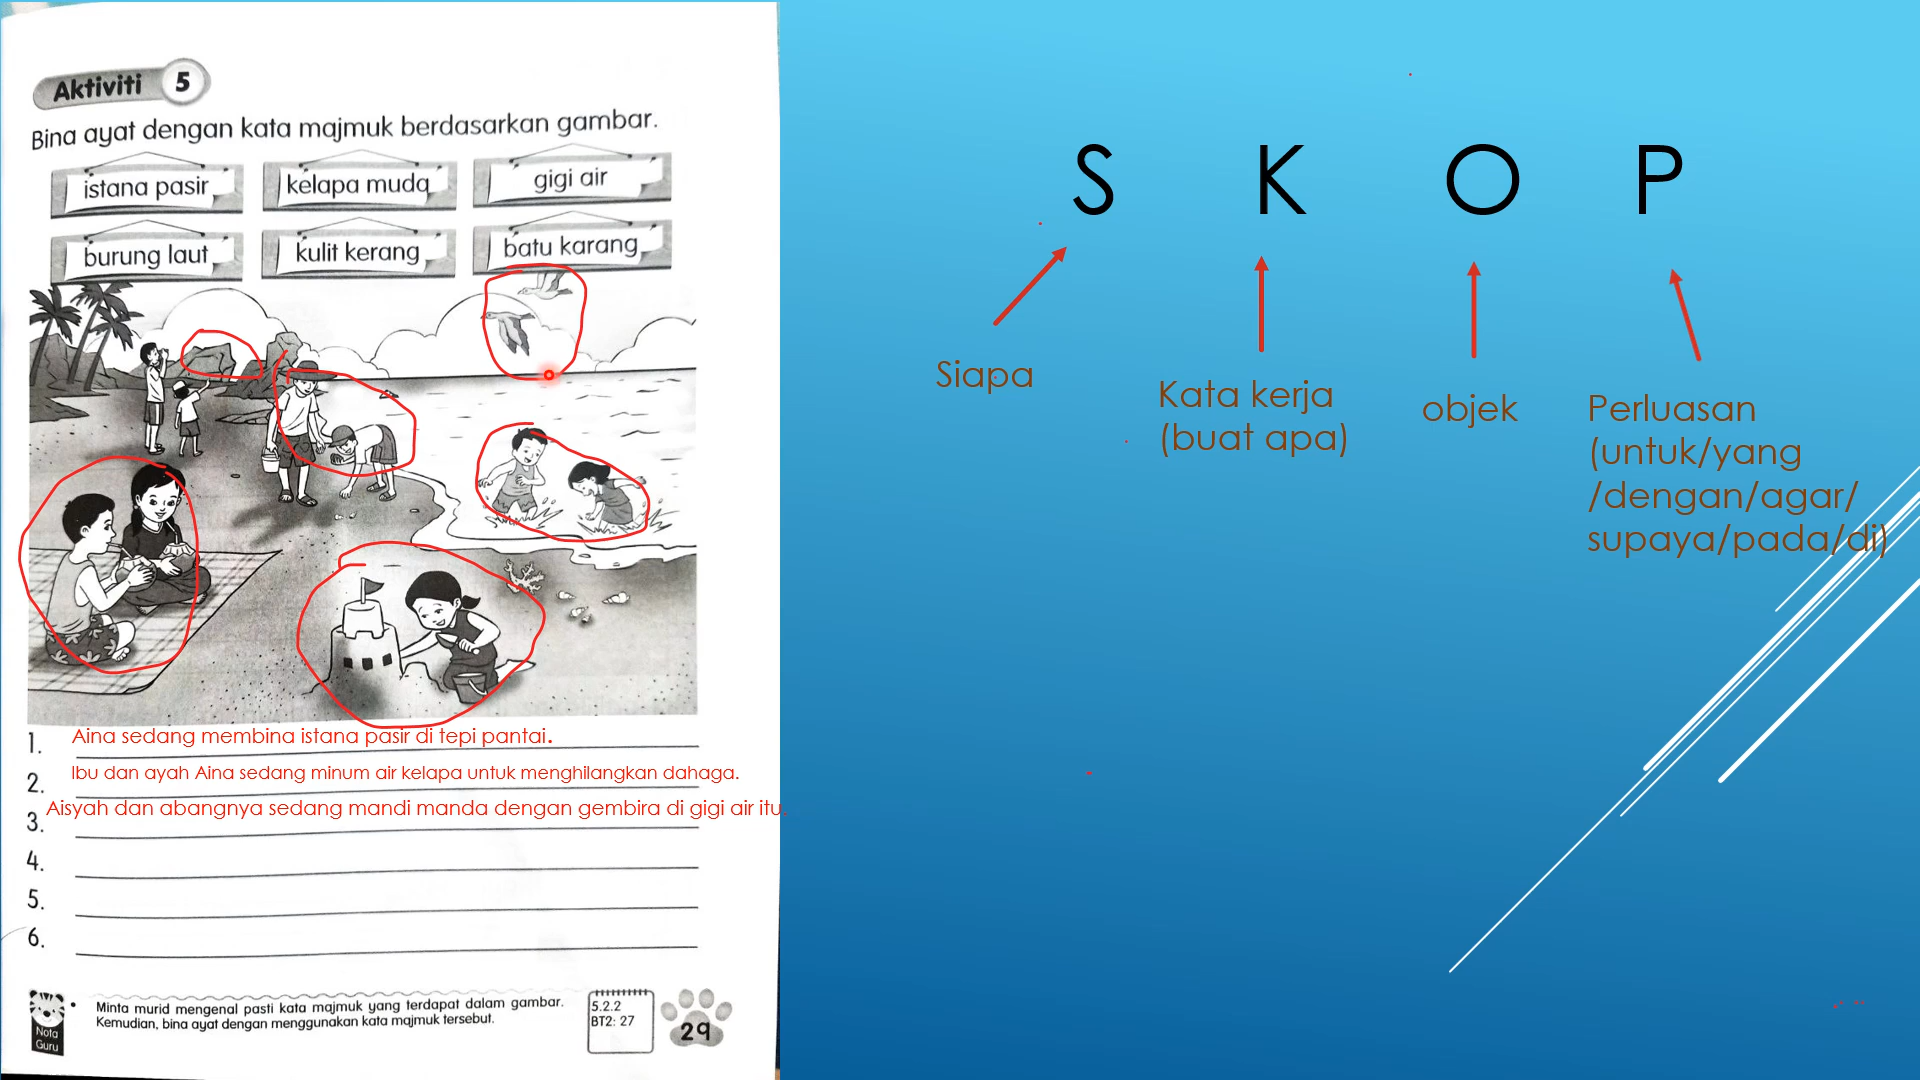 Aktiviti 5
Bina ayat dengan kata majmuk berdasarkan gambar.
istana pasir
kelapa muda
gigi air
burung laut
kulit kerang
batu karang
1. Aina sedang membina istana pasir di tepi pantai.
2. Ibu dan ayah Aina sedang minum air kelapa untuk menghilangkan dahaga.
3. Aisyah dan abangnya sedang mandi manda dengan gembira di gigi air itu.
4.
5.
6.
Nota
Guru
• Minta murid mengenal pasti kata majmuk yang terdapat dalam gambar.
Kemudian, bina ayat dengan menggunakan kata majmuk tersebut.
5.2.2
BT2: 27
29
S K O P
Siapa
Kata kerja
(buat apa)
objek
Perluasan
(untuk/yang
/dengan/agar/
supaya/pada/di)